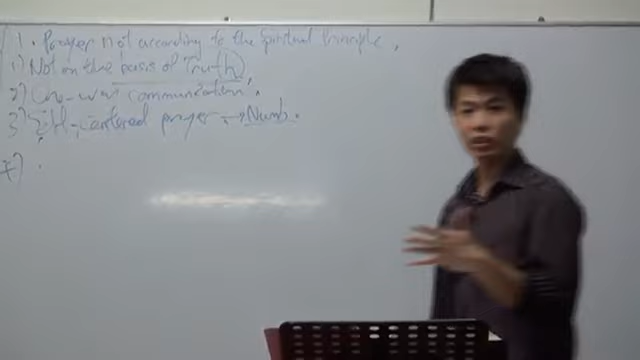 1. Prayer not according to the Spiritual Principle.
1) Not on the basis of Truth
2) One-way communication.
3) Self-centered prayer → Numb.